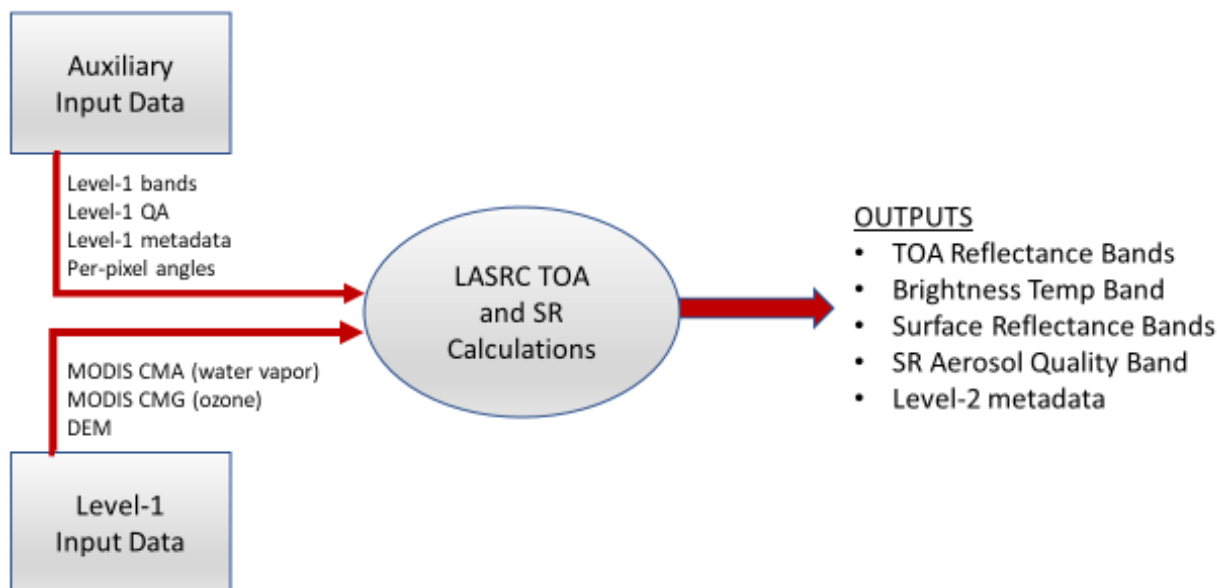 Auxiliary
Input Data
Level-1 bands
Level-1 QA
Level-1 metadata
Per-pixel angles
LASRC TOA
and SR
Calculations
MODIS CMA (water vapor)
MODIS CMG (ozone)
DEM
Level-1
Input Data
OUTPUTS
• TOA Reflectance Bands
• Brightness Temp Band
• Surface Reflectance Bands
• SR Aerosol Quality Band
• Level-2 metadata